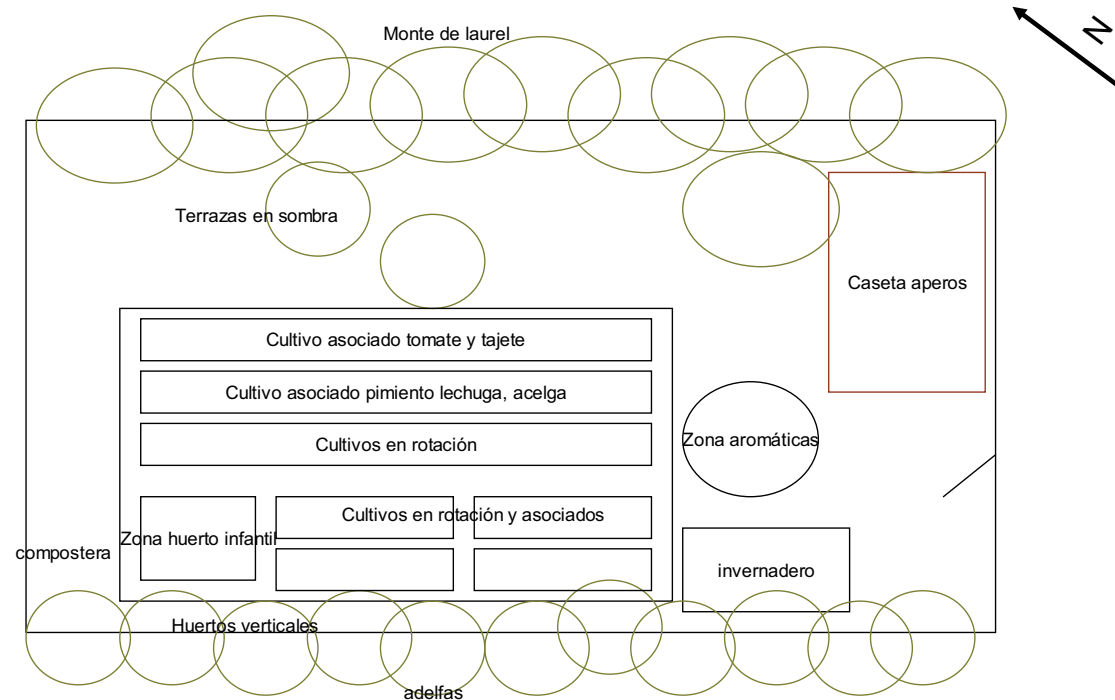 Monte de laurel
N
Terrazas en sombra
Caseta aperos
Cultivo asociado tomate y tajete
Cultivo asociado pimiento lechuga, acelga
Cultivos en rotación
Zona aromáticas
Cultivos en rotación y asociados
Zona huerto infantil
compostera
invernadero
Huertos verticales
adelfas